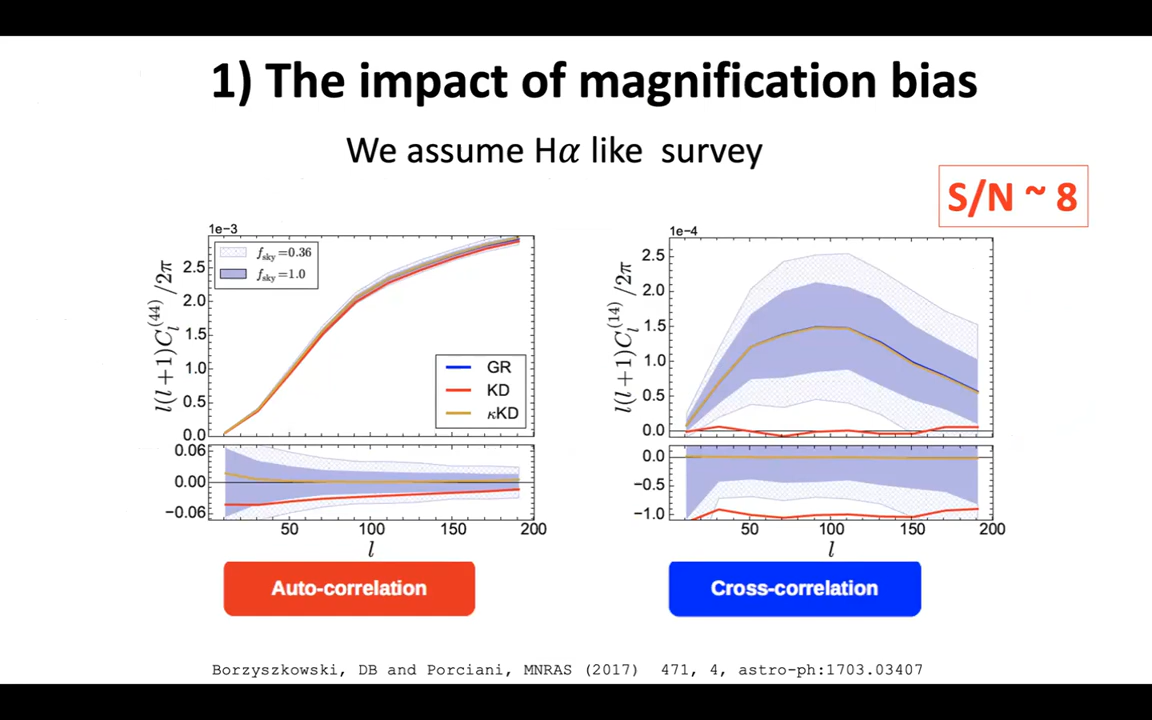 1) The impact of magnification bias
We assume Hα like survey
S/N ~ 8
1e−3
f_sky=0.36
f_sky=1.0
l(l+1)C_l^(44)/2π
2.5
2.0
1.5
1.0
0.5
0.0
GR
KD
κKD
0.06
0.00
−0.06
50 100 150 200
l
Auto-correlation
1e−4
l(l+1)C_l^(14)/2π
2.5
2.0
1.5
1.0
0.5
0.0
0.0
−0.5
−1.0
50 100 150 200
l
Cross-correlation
Borzyszkowski, DB and Porciani, MNRAS (2017) 471, 4, astro-ph:1703.03407